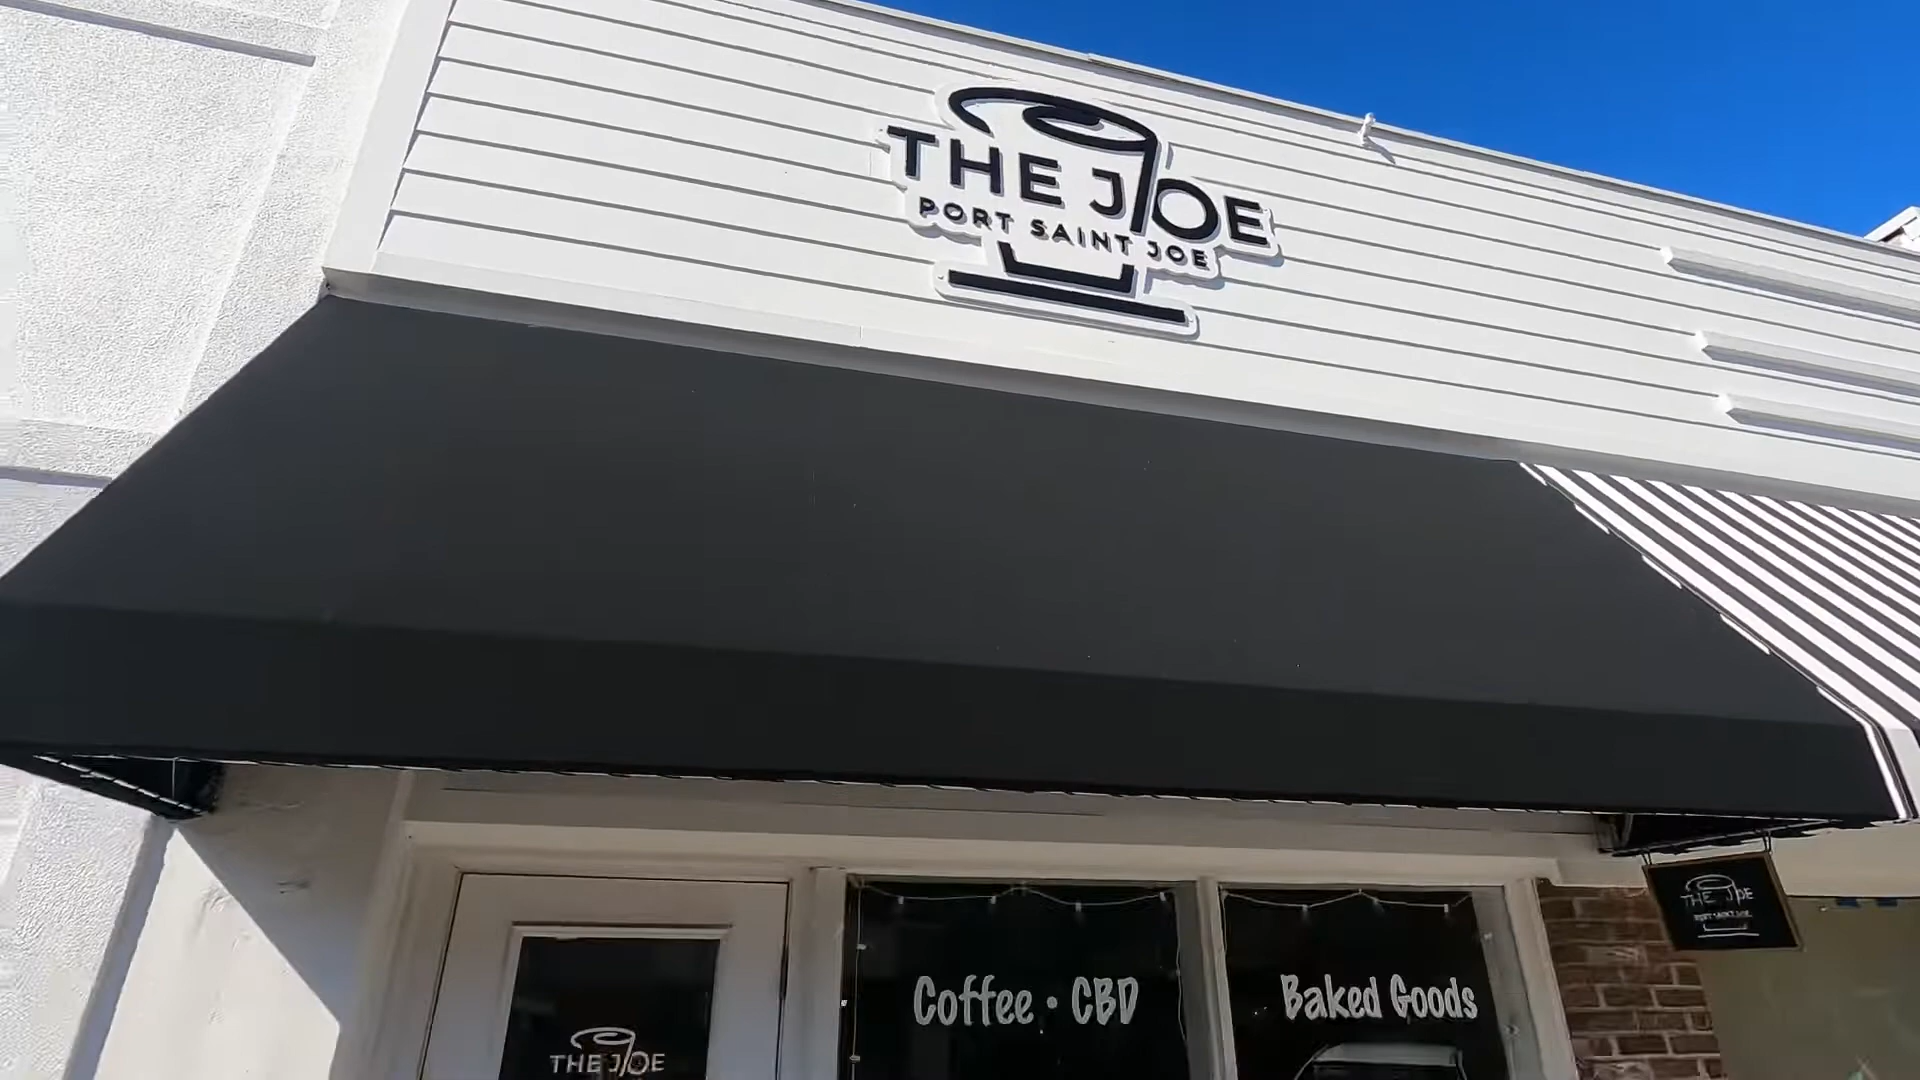 THE JOE
PORT SAINT JOE
THE JOE
PORT SAINT JOE
Coffee • CBD
Baked Goods
THE JOE